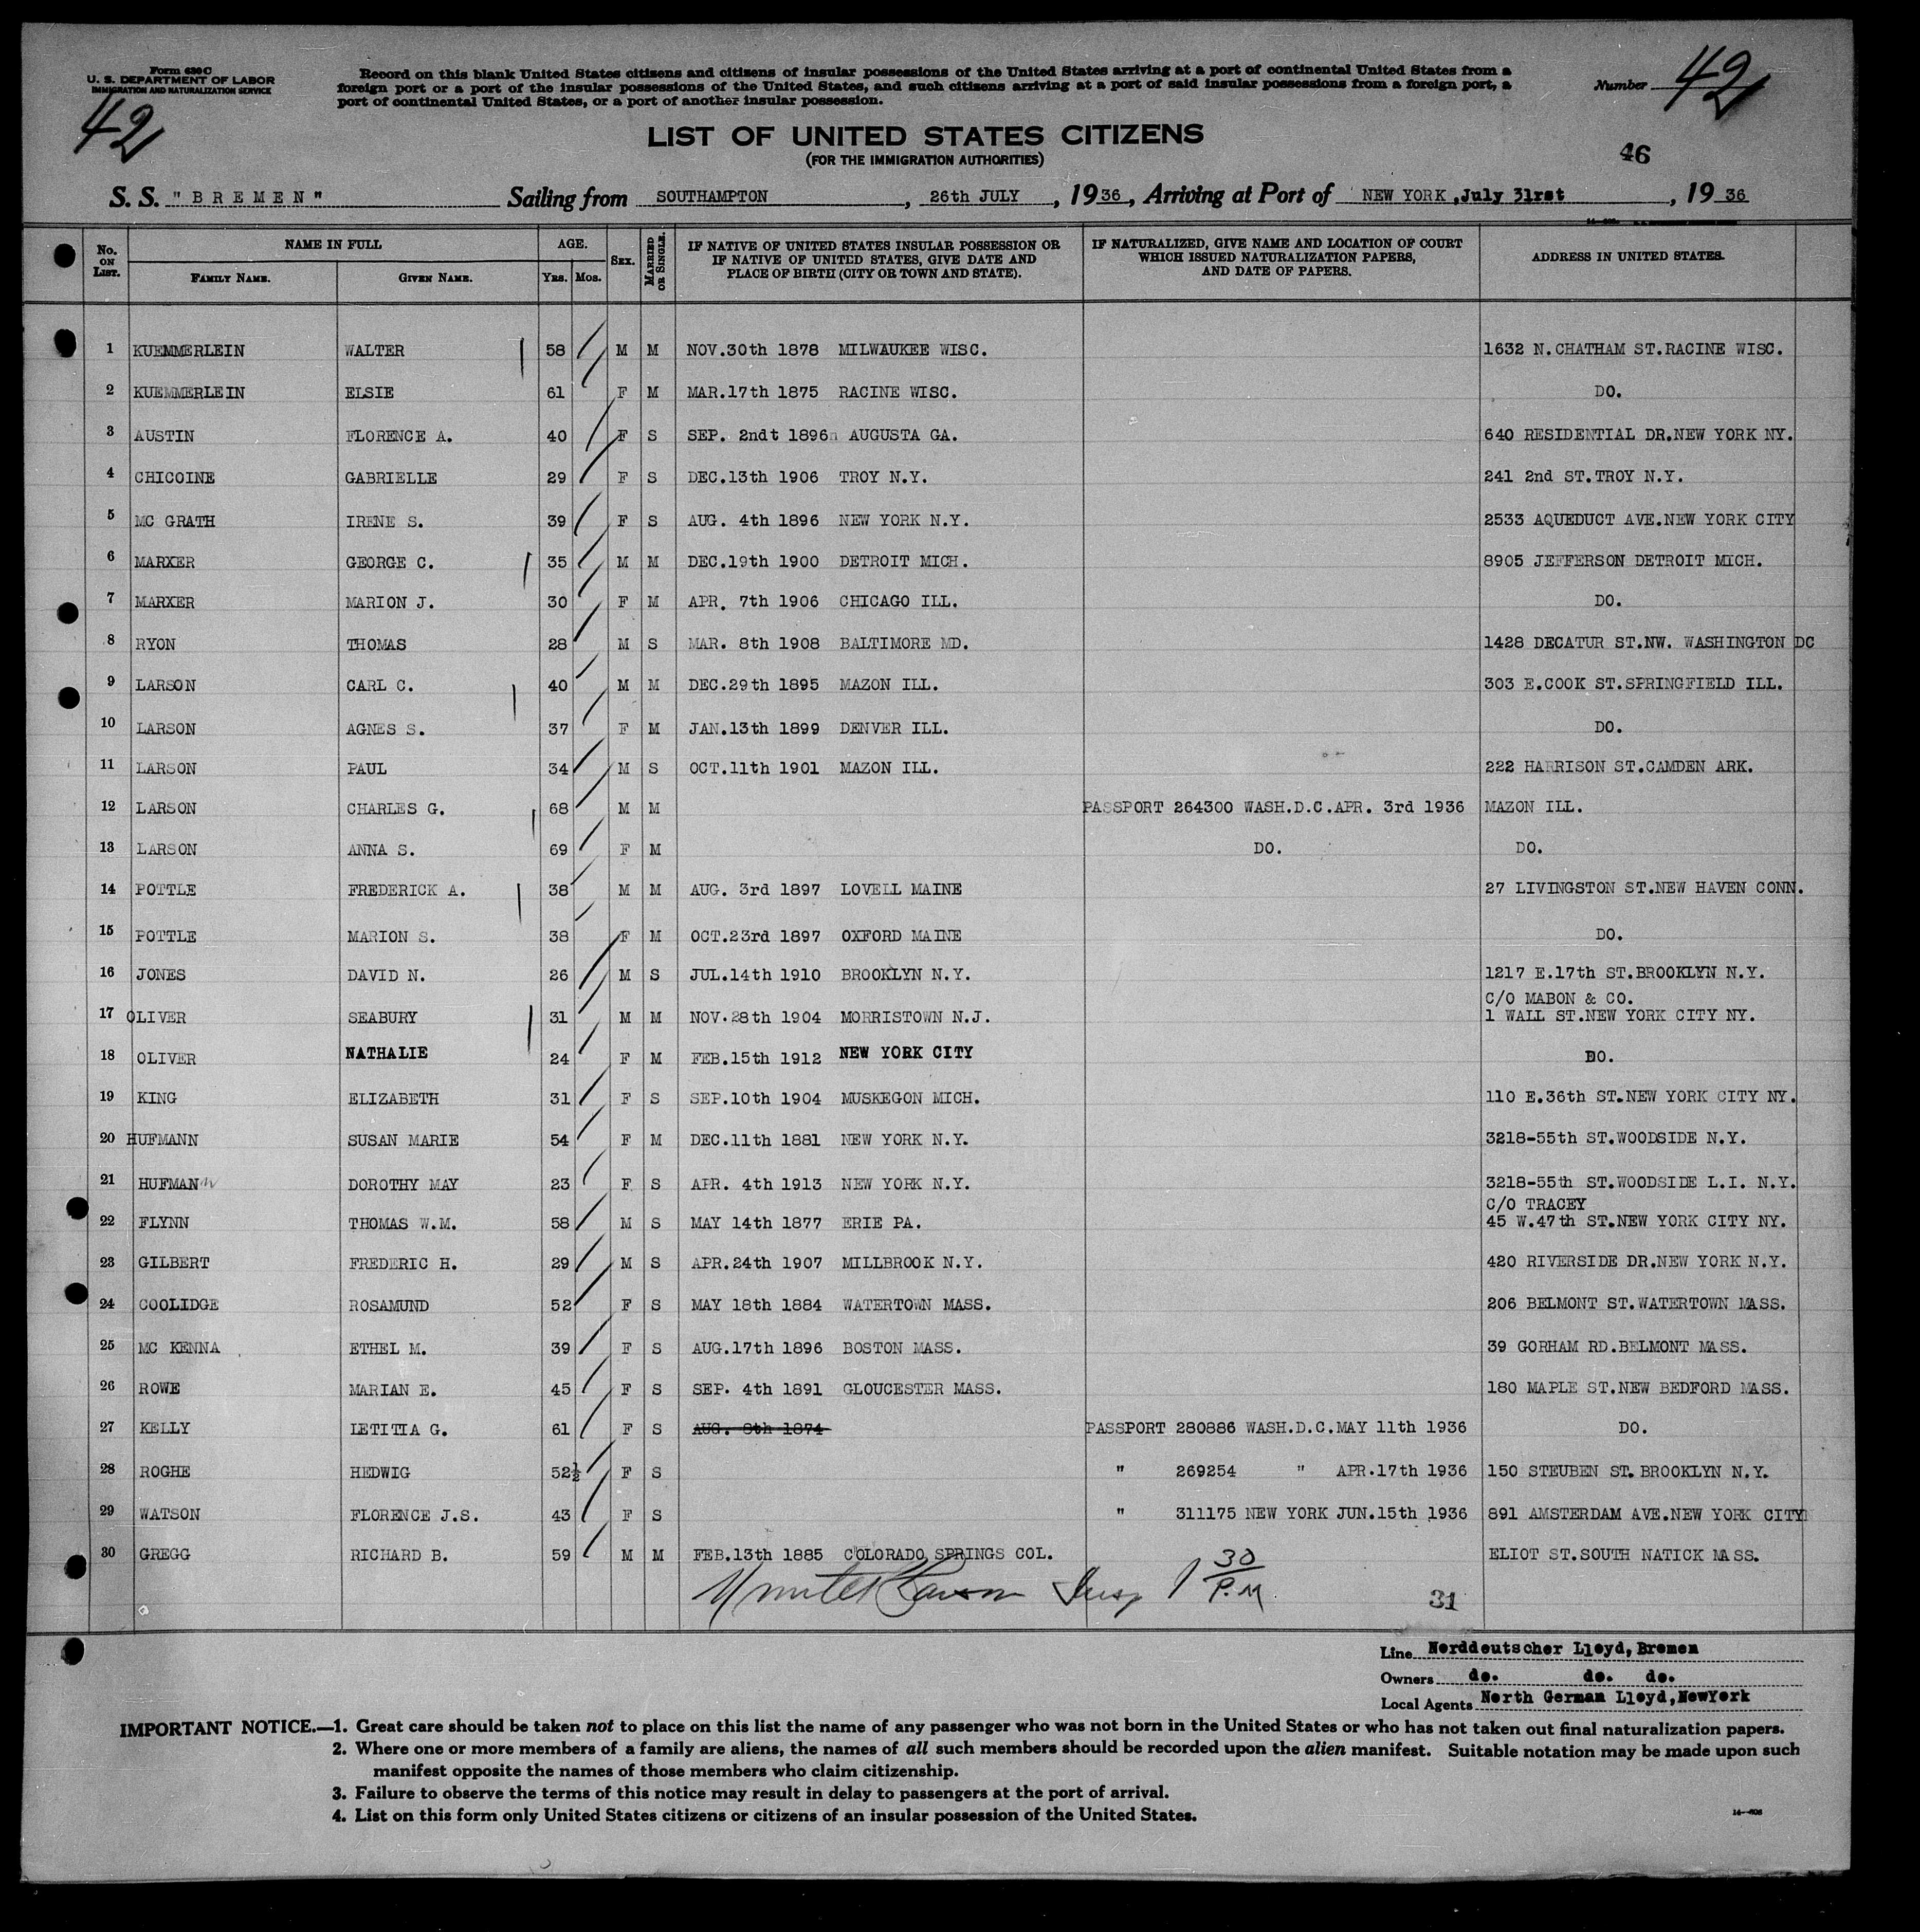 Form 630 C
U. S. DEPARTMENT OF LABOR
IMMIGRATION AND NATURALIZATION SERVICE
42
Record on this blank United States citizens and citizens of insular possessions of the United States arriving at a port of continental United States from a
foreign port or a port of the insular possessions of the United States, and such citizens arriving at a port of said insular possessions from a foreign port, a
port of continental United States, or a port of another insular possession.
Number 42
LIST OF UNITED STATES CITIZENS
(FOR THE IMMIGRATION AUTHORITIES)
46
S. S. "BREMEN" Sailing from SOUTHAMPTON, 26th JULY, 1936, Arriving at Port of NEW YORK, July 31rst, 1936
No. ON LIST. NAME IN FULL FAMILY NAME. GIVEN NAME. AGE. YRS. MOS. SEX. MARRIED OR SINGLE. IF NATIVE OF UNITED STATES INSULAR POSSESSION OR IF NATIVE OF UNITED STATES, GIVE DATE AND PLACE OF BIRTH (CITY OR TOWN AND STATE). IF NATURALIZED, GIVE NAME AND LOCATION OF COURT WHICH ISSUED NATURALIZATION PAPERS, AND DATE OF PAPERS. ADDRESS IN UNITED STATES.
1 KUEMMERLEIN WALTER 58 M M NOV.30th 1878 MILWAUKEE WISC. 1632 N.CHATHAM ST.RACINE WISC.
2 KUEMMERLEIN ELSIE 61 F M MAR.17th 1875 RACINE WISC. DO.
3 AUSTIN FLORENCE A. 40 F S SEP. 2ndt 1896n AUGUSTA GA. 640 RESIDENTIAL DR.NEW YORK NY.
4 CHICOINE GABRIELLE 29 F S DEC.13th 1906 TROY N.Y. 241 2nd ST.TROY N.Y.
5 MC GRATH IRENE S. 39 F S AUG. 4th 1896 NEW YORK N.Y. 2533 AQUEDUCT AVE.NEW YORK CITY
6 MARXER GEORGE C. 35 M M DEC.19th 1900 DETROIT MICH. 8905 JEFFERSON DETROIT MICH.
7 MARXER MARION J. 30 F M APR. 7th 1906 CHICAGO ILL. DO.
8 RYON THOMAS 28 M S MAR. 8th 1908 BALTIMORE MD. 1428 DECATUR ST.NW. WASHINGTON DC
9 LARSON CARL C. 40 M M DEC.29th 1895 MAZON ILL. 303 E.COOK ST.SPRINGFIELD ILL.
10 LARSON AGNES S. 37 F M JAN.13th 1899 DENVER ILL. DO.
11 LARSON PAUL 34 M S OCT.11th 1901 MAZON ILL. 222 HARRISON ST.CAMDEN ARK.
12 LARSON CHARLES G. 68 M M PASSPORT 264300 WASH.D.C.APR. 3rd 1936 MAZON ILL.
13 LARSON ANNA S. 69 F M DO. DO.
14 POTTLE FREDERICK A. 38 M M AUG. 3rd 1897 LOVELL MAINE 27 LIVINGSTON ST.NEW HAVEN CONN.
15 POTTLE MARION S. 38 F M OCT.23rd 1897 OXFORD MAINE DO.
16 JONES DAVID N. 26 M S JUL.14th 1910 BROOKLYN N.Y. 1217 E.17th ST.BROOKLYN N.Y.
C/O MABON & CO.
17 OLIVER SEABURY 31 M M NOV.28th 1904 MORRISTOWN N.J. 1 WALL ST.NEW YORK CITY NY.
18 OLIVER NATHALIE 24 F M FEB.15th 1912 NEW YORK CITY DO.
19 KING ELIZABETH 31 F S SEP.10th 1904 MUSKEGON MICH. 110 E.36th ST.NEW YORK CITY NY.
20 HUFMANN SUSAN MARIE 54 F M DEC.11th 1881 NEW YORK N.Y. 3218-55th ST.WOODSIDE N.Y.
21 HUFMANN DOROTHY MAY 23 F S APR. 4th 1913 NEW YORK N.Y. 3218-55th ST.WOODSIDE L.I. N.Y.
C/O TRACEY
22 FLYNN THOMAS W.M. 58 M S MAY 14th 1877 ERIE PA. 45 W.47th ST.NEW YORK CITY NY.
23 GILBERT FREDERIC H. 29 M S APR.24th 1907 MILLBROOK N.Y. 420 RIVERSIDE DR.NEW YORK N.Y.
24 COOLIDGE ROSAMUND 52 F S MAY 18th 1884 WATERTOWN MASS. 206 BELMONT ST.WATERTOWN MASS.
25 MC KENNA ETHEL M. 39 F S AUG.17th 1896 BOSTON MASS. 39 GORHAM RD.BELMONT MASS.
26 ROWE MARIAN E. 45 F S SEP. 4th 1891 GLOUCESTER MASS. 180 MAPLE ST.NEW BEDFORD MASS.
27 KELLY LETITIA G. 61 F S AUG. 8th 1874 PASSPORT 280886 WASH.D.C.MAY 11th 1936 DO.
28 ROGHE HEDWIG 52½ F S " 269254 " APR.17th 1936 150 STEUBEN ST. BROOKLYN N.Y.
29 WATSON FLORENCE J.S. 43 F S " 311175 NEW YORK JUN.15th 1936 891 AMSTERDAM AVE.NEW YORK CITY
30 GREGG RICHARD B. 59 M M FEB.13th 1885 COLORADO SPRINGS COL. ELIOT ST.SOUTH NATICK MASS.
Insp 1 30 P.M
31
Line Norddeutscher Lloyd, Bremen
Owners do. do. do.
Local Agents North German Lloyd, NewYork
IMPORTANT NOTICE.—1. Great care should be taken not to place on this list the name of any passenger who was not born in the United States or who has not taken out final naturalization papers.
2. Where one or more members of a family are aliens, the names of all such members should be recorded upon the alien manifest. Suitable notation may be made upon such
manifest opposite the names of those members who claim citizenship.
3. Failure to observe the terms of this notice may result in delay to passengers at the port of arrival.
4. List on this form only United States citizens or citizens of an insular possession of the United States.